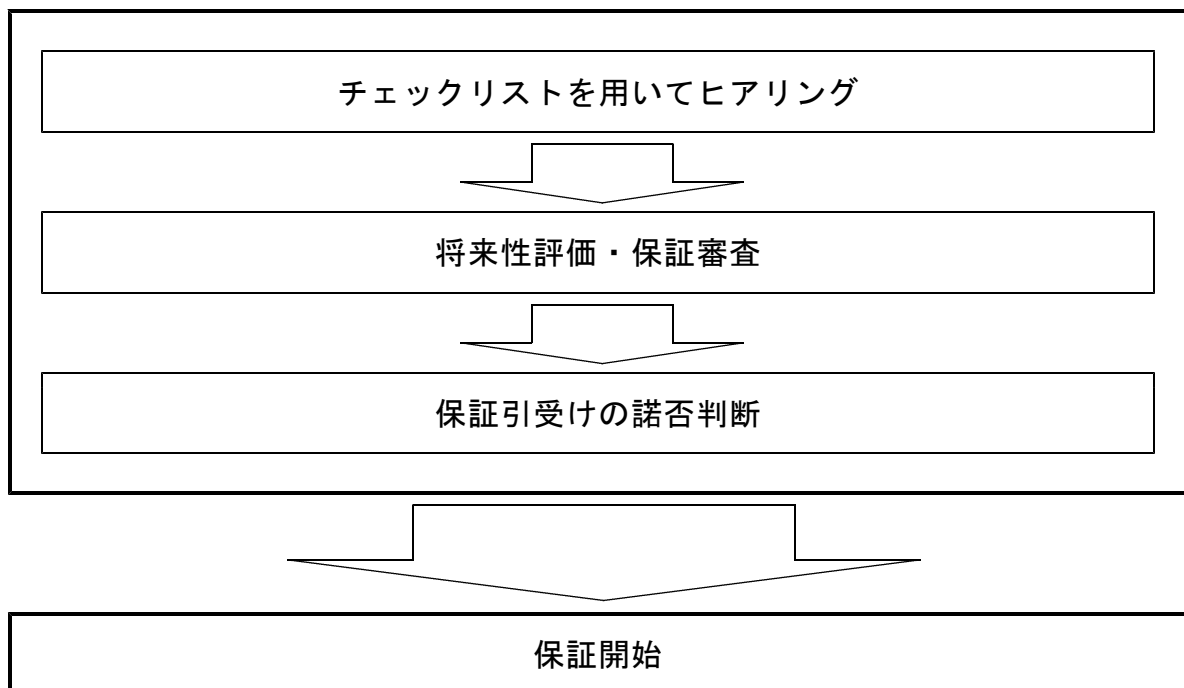 チェックリストを用いてヒアリング
将来性評価・保証審査
保証引受けの諾否判断
保証開始